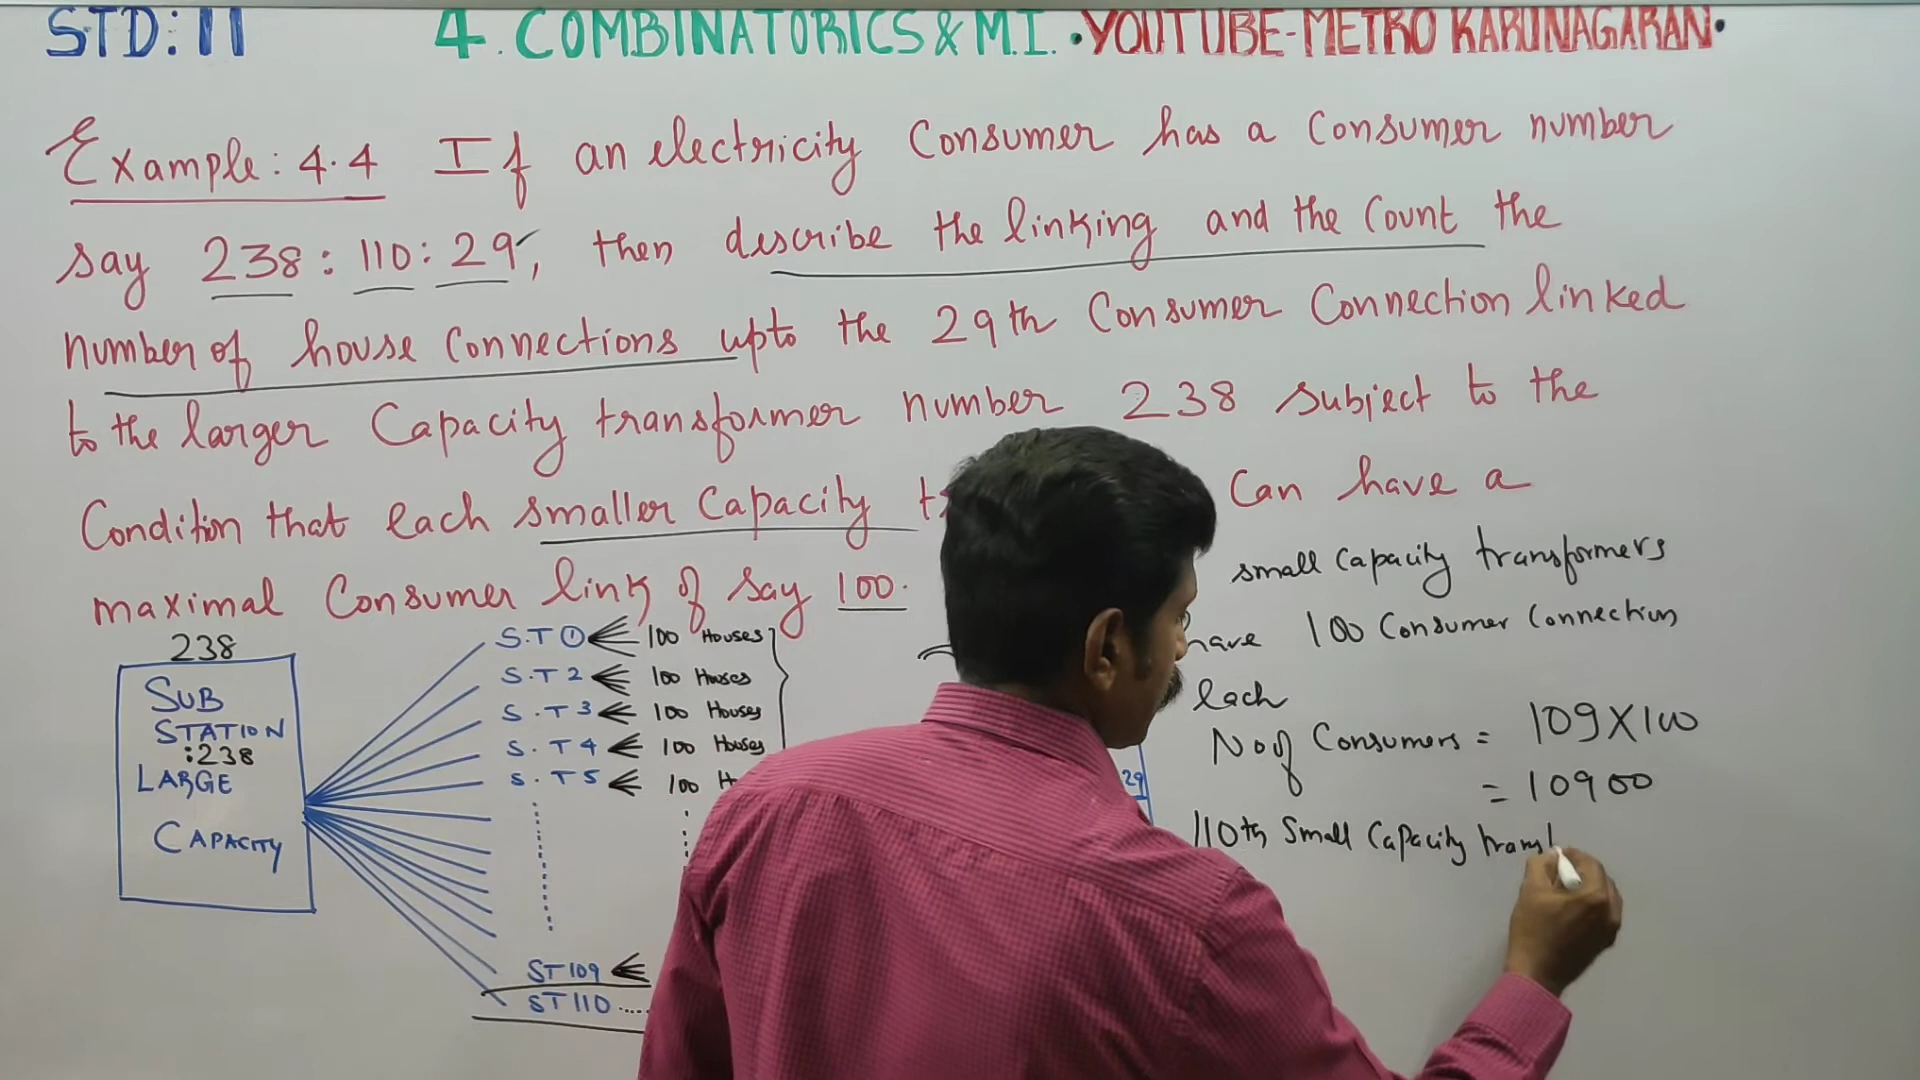 STD: 11 4. COMBINATORICS & M.I. • YOUTUBE-METRO KARUNAGARAN •
Example: 4.4 If an electricity Consumer has a Consumer number
say 238 : 110 : 29, then describe the linking and the Count the
number of house Connections upto the 29th Consumer Connection linked
to the larger Capacity transformer number 238 subject to the
Condition that each smaller Capacity Can have a
maximal Consumer link of say 100.
small Capacity transformers
have 100 Consumer Connections
each
No of Consumers = 109 X 100
= 10900
110th Small Capacity
238
SUB
STATION
:238
LARGE
CAPACITY
S.T 1 100 Houses
S.T 2 100 Houses
S.T 3 100 Houses
S.T 4 100 Houses
S.T 5 100 H
ST 109
ST 110 .....
29